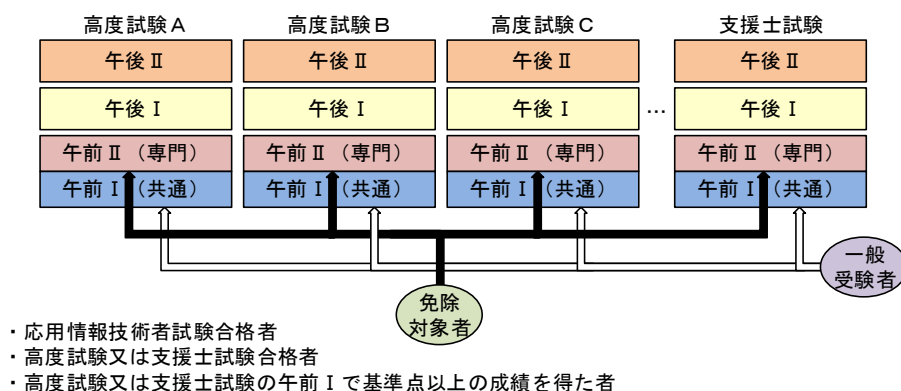 高度試験A 高度試験B 高度試験C 支援士試験
午後Ⅱ 午後Ⅱ 午後Ⅱ 午後Ⅱ
午後Ⅰ 午後Ⅰ 午後Ⅰ … 午後Ⅰ
午前Ⅱ（専門） 午前Ⅱ（専門） 午前Ⅱ（専門） 午前Ⅱ（専門）
午前Ⅰ（共通） 午前Ⅰ（共通） 午前Ⅰ（共通） 午前Ⅰ（共通）
一般
受験者
免除
対象者
・応用情報技術者試験合格者
・高度試験又は支援士試験合格者
・高度試験又は支援士試験の午前Ⅰで基準点以上の成績を得た者